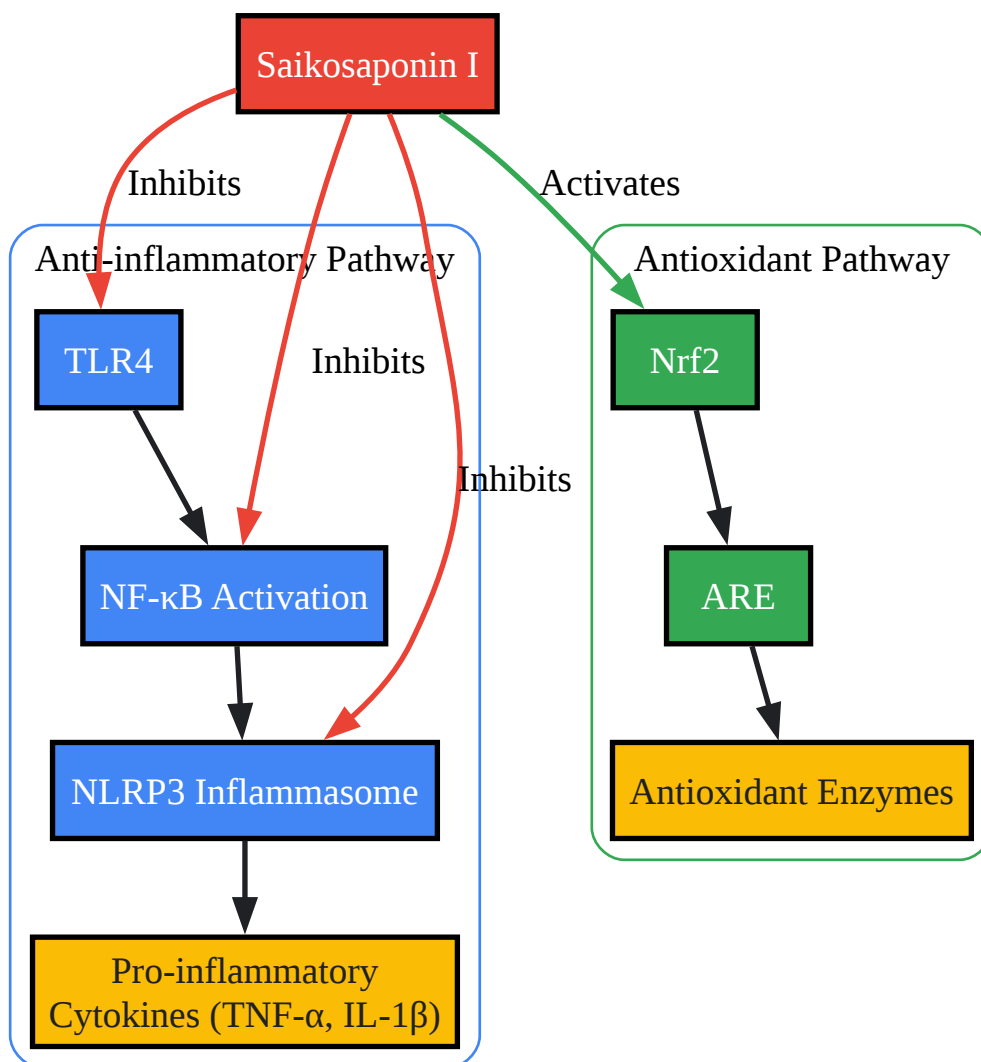 Saikosaponin I
Inhibits
Activates
Anti-inflammatory Pathway
Antioxidant Pathway
TLR4
Inhibits
Nrf2
Inhibits
NF-κB Activation
ARE
NLRP3 Inflammasome
Antioxidant Enzymes
Pro-inflammatory
Cytokines (TNF-α, IL-1β)